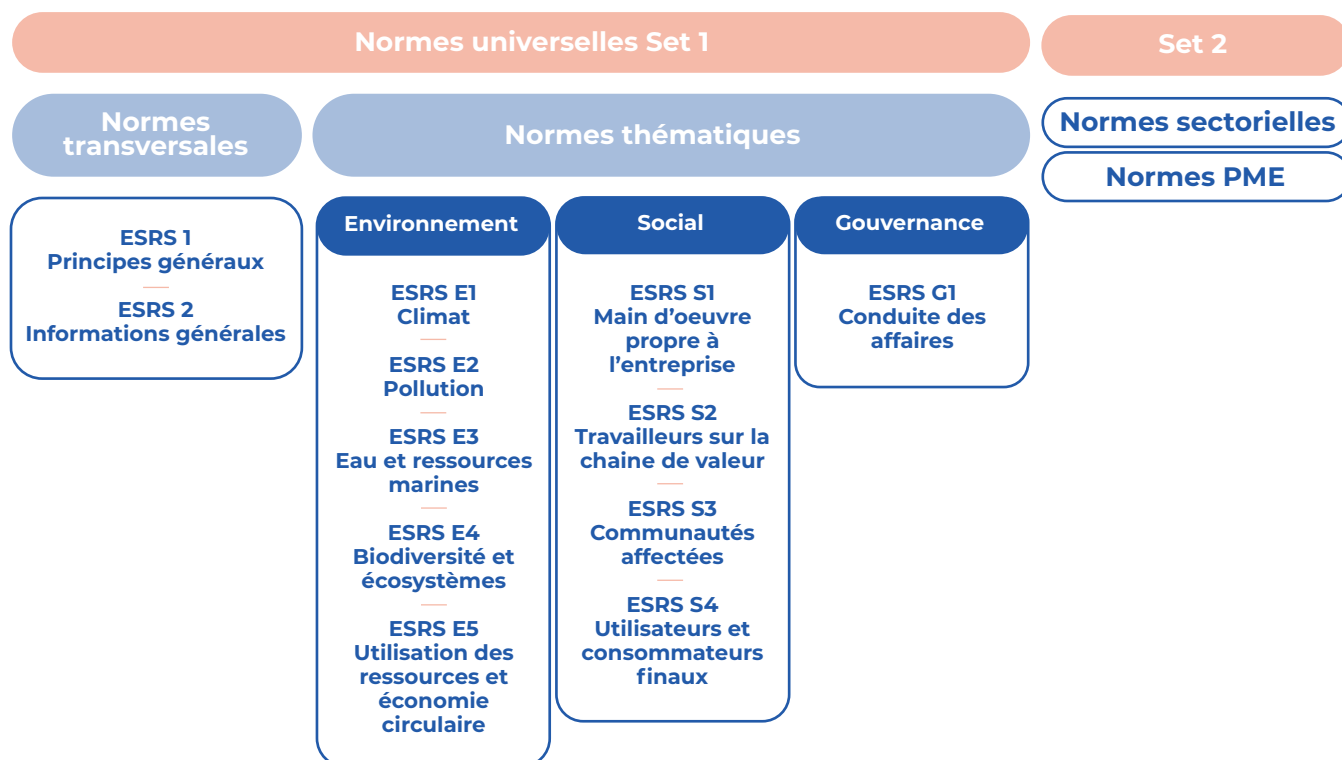 Normes universelles Set 1
Set 2
Normes
transversales
Normes thématiques
Normes sectorielles
Normes PME
ESRS 1
Principes généraux
ESRS 2
Informations générales
Environnement
ESRS E1
Climat
ESRS E2
Pollution
ESRS E3
Eau et ressources
marines
ESRS E4
Biodiversité et
écosystèmes
ESRS E5
Utilisation des
ressources et
économie
circulaire
Social
ESRS S1
Main d'oeuvre
propre à
l'entreprise
ESRS S2
Travailleurs sur la
chaine de valeur
ESRS S3
Communautés
affectées
ESRS S4
Utilisateurs et
consommateurs
finaux
Gouvernance
ESRS G1
Conduite des
affaires